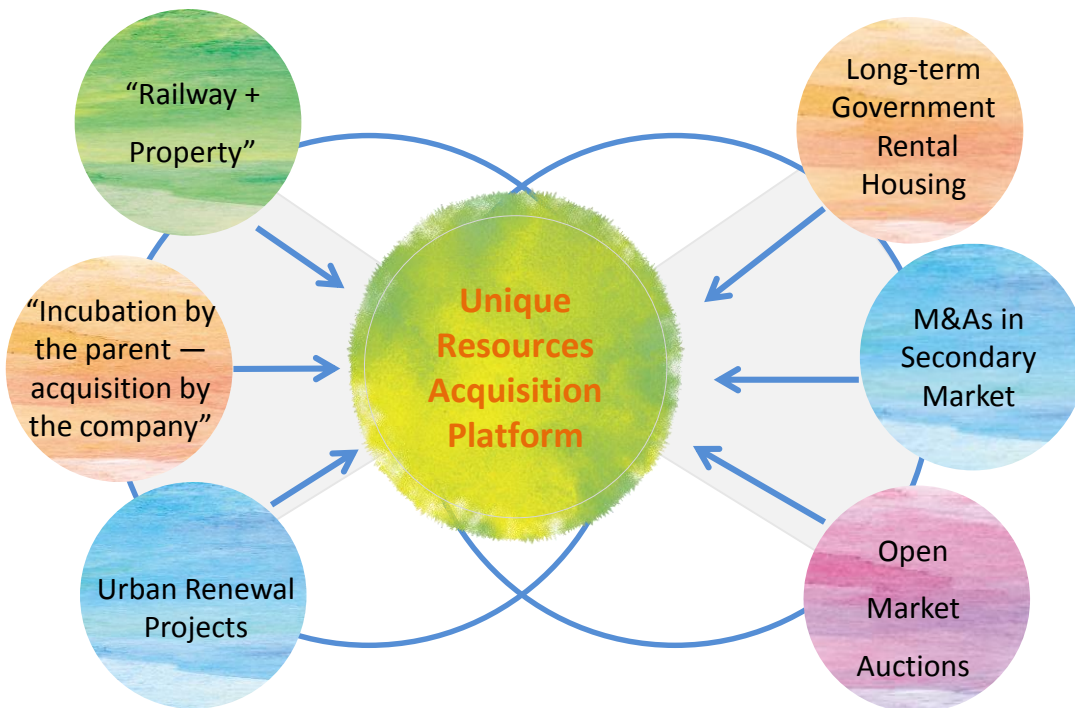 “Railway +
Property”
“Incubation by
the parent —
acquisition by
the company”
Urban Renewal
Projects
Unique
Resources
Acquisition
Platform
Long-term
Government
Rental
Housing
M&As in
Secondary
Market
Open
Market
Auctions